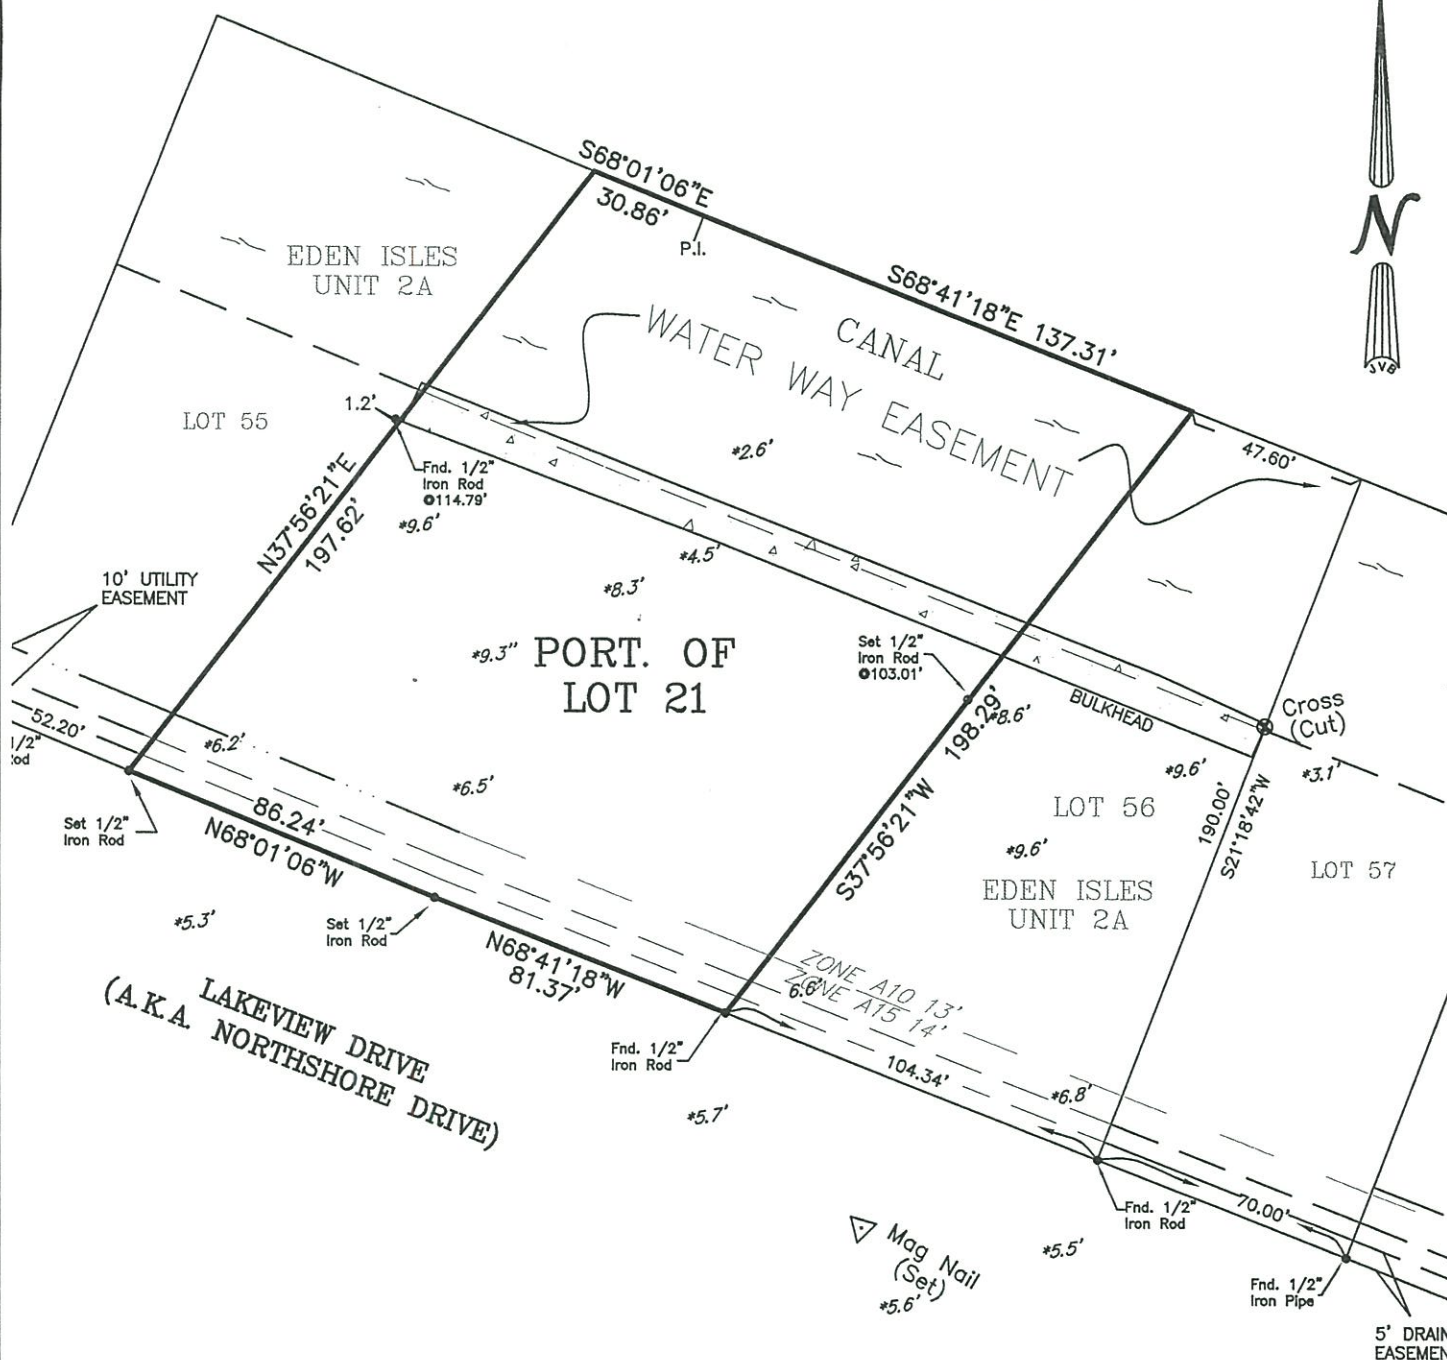 S68°01'06"E
30.86'
P.I.
N
JVB
EDEN ISLES
UNIT 2A
S68°41'18"E 137.31'
CANAL
WATER WAY EASEMENT
47.60'
LOT 55
1.2'
Fnd. 1/2"
Iron Rod
@114.79'
*2.6'
N37°56'21"E
197.62'
*9.6'
*4.5'
*8.3'
10' UTILITY
EASEMENT
*9.3"
PORT. OF
LOT 21
Set 1/2"
Iron Rod
@103.01'
198.29'
S37°56'21"W
*8.6'
BULKHEAD
Cross
(Cut)
*9.6'
*3.1'
52.20'
1/2"
od
*6.2'
*6.5'
LOT 56
190.00'
S21°18'42"W
Set 1/2"
Iron Rod
86.24'
N68°01'06"W
*9.6'
LOT 57
EDEN ISLES
UNIT 2A
*5.3'
Set 1/2"
Iron Rod
N68°41'18"W
81.37'
ZONE A10 13'
ZONE A15 14'
6.6'
LAKEVIEW DRIVE
(A.K.A. NORTHSHORE DRIVE)
Fnd. 1/2"
Iron Rod
104.34'
*6.8'
*5.7'
Fnd. 1/2"
Iron Rod
70.00'
Mag Nail
(Set)
*5.6'
*5.5'
Fnd. 1/2"
Iron Pipe
5' DRAIN
EASEMEN